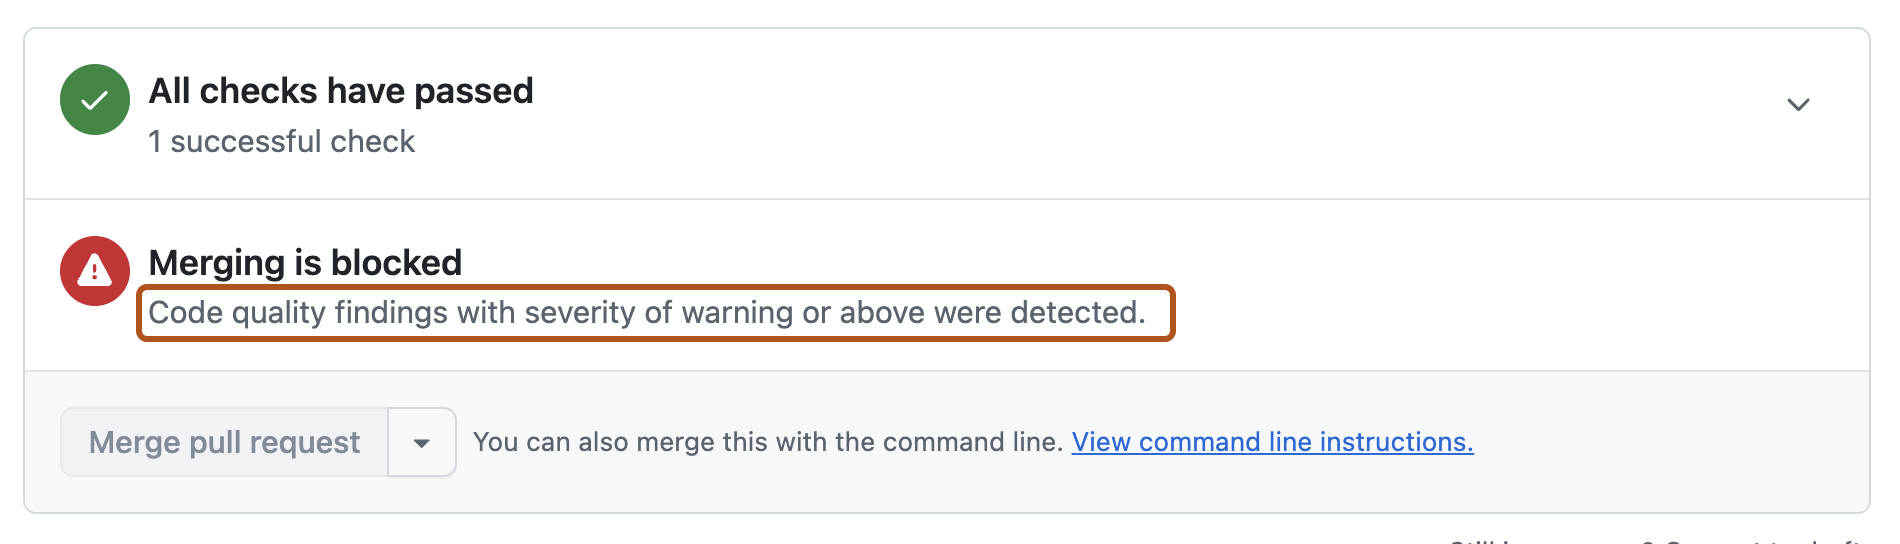 All checks have passed
1 successful check
Merging is blocked
Code quality findings with severity of warning or above were detected.
Merge pull request
You can also merge this with the command line. View command line instructions.